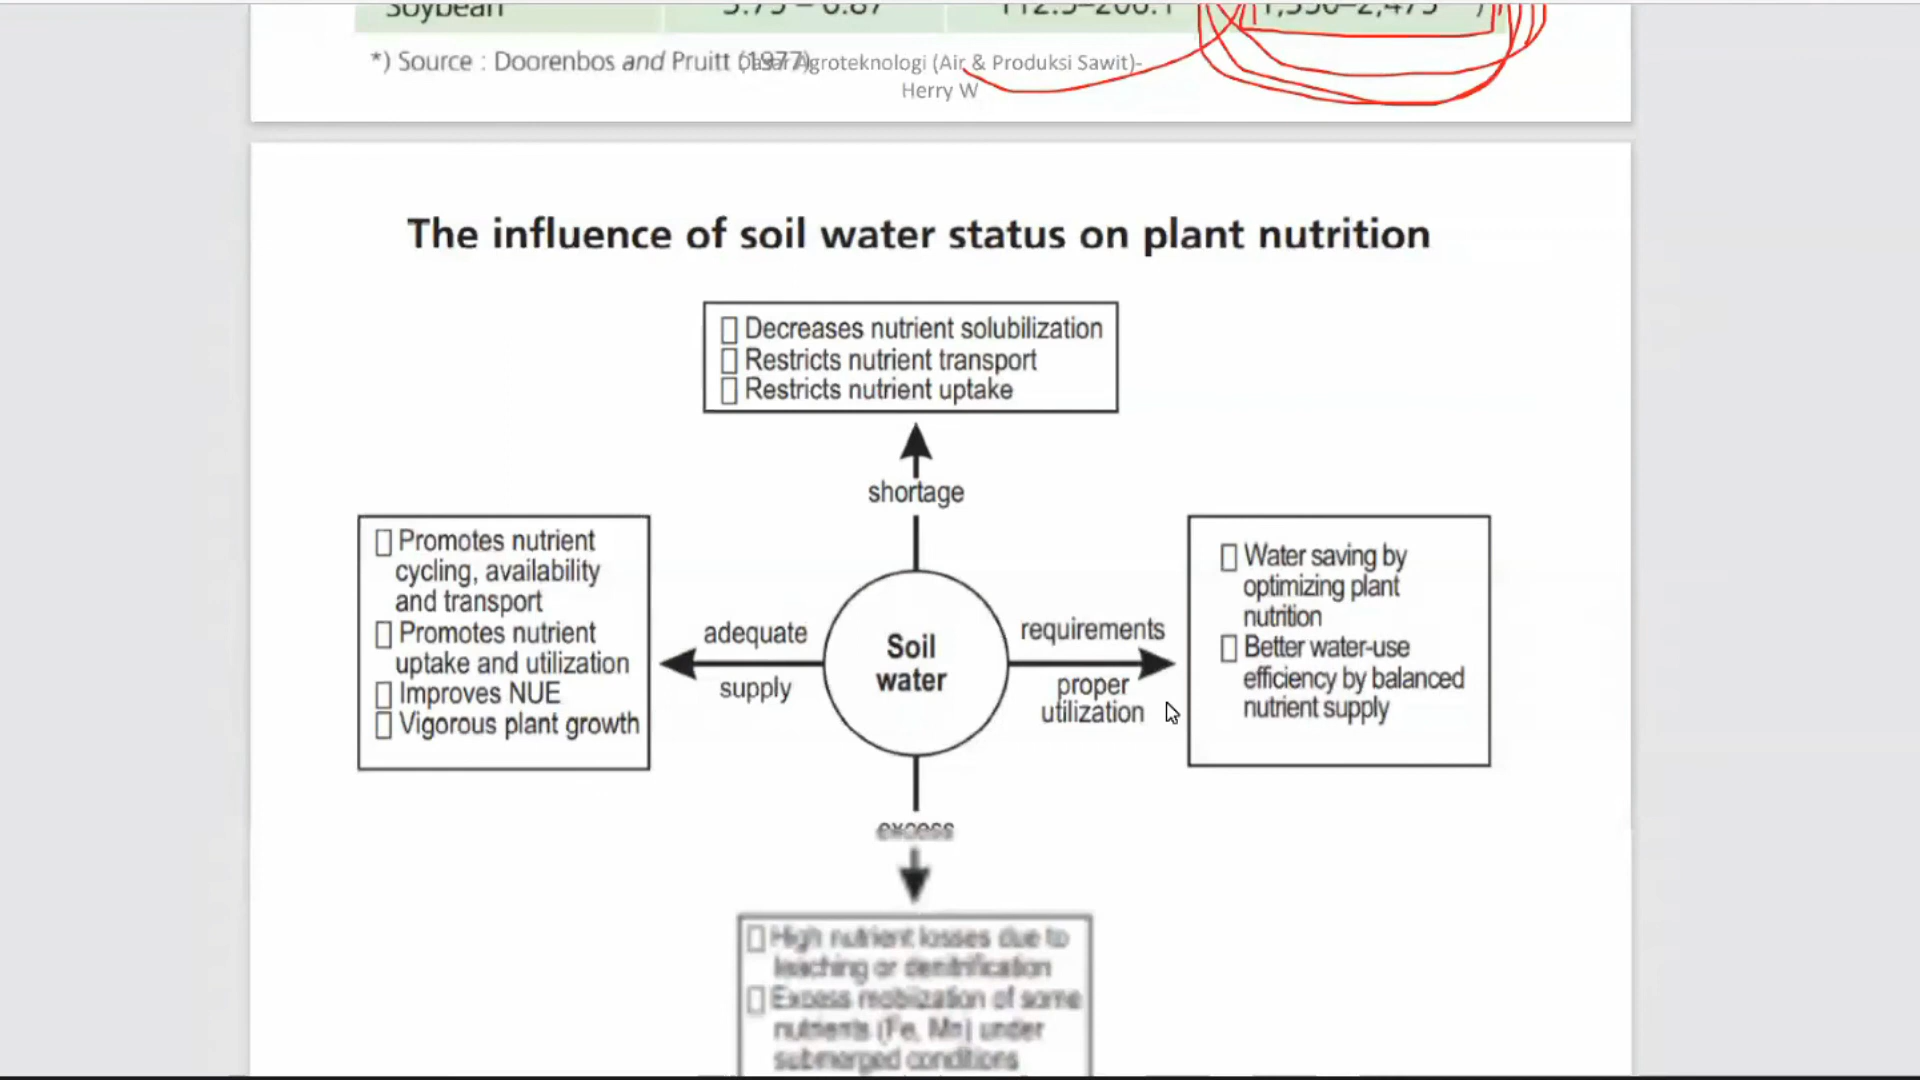 Soybean
*) Source : Doorenbos and Pruitt (1977)
Dasar Agroteknologi (Air & Produksi Sawit)-
Herry W
The influence of soil water status on plant nutrition
Decreases nutrient solubilization
Restricts nutrient transport
Restricts nutrient uptake
shortage
Promotes nutrient
cycling, availability
and transport
Promotes nutrient
uptake and utilization
Improves NUE
Vigorous plant growth
adequate
supply
Soil
water
requirements
proper
utilization
Water saving by
optimizing plant
nutrition
Better water-use
efficiency by balanced
nutrient supply
excess
High nutrient losses due to
leaching or denitrification
Excess mobilization of some
nutrients (Fe, Mn) under
submerged conditions